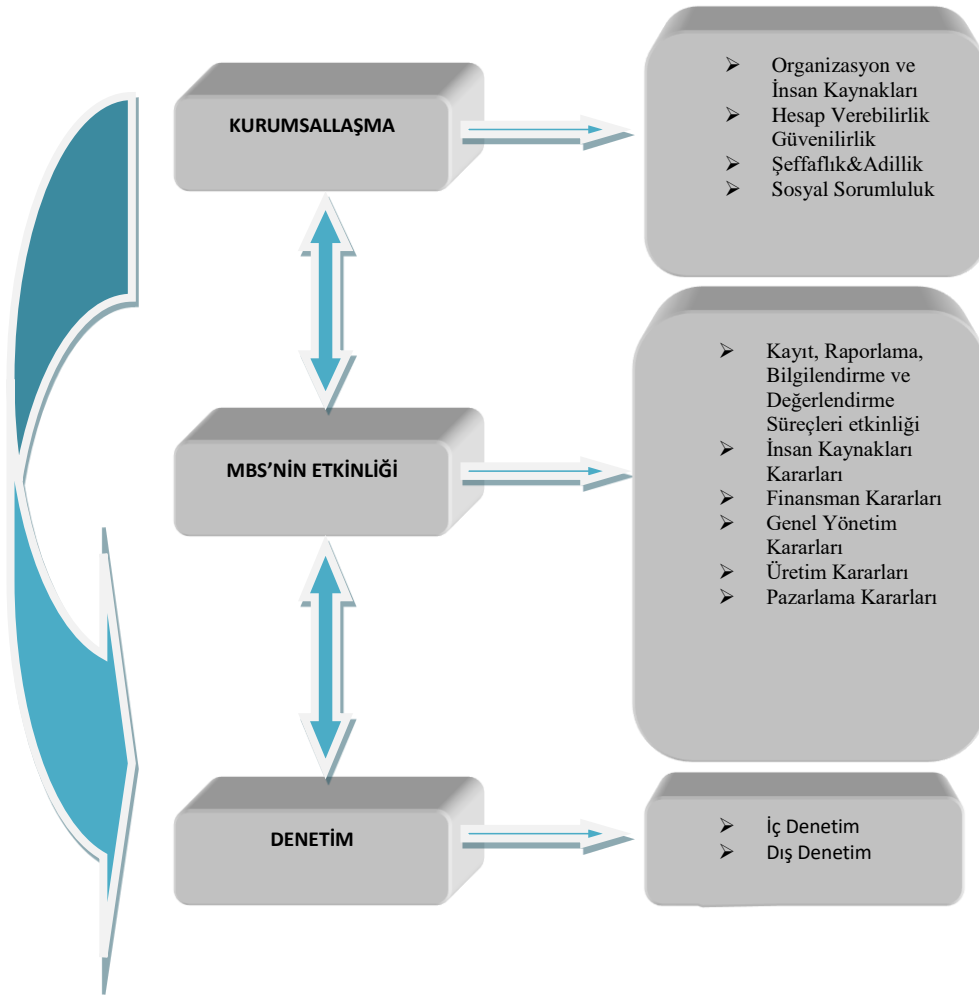 KURUMSALLAŞMA
➢ Organizasyon ve
İnsan Kaynakları
➢ Hesap Verebilirlik
Güvenilirlik
➢ Şeffaflık&Adillik
➢ Sosyal Sorumluluk
MBS’NİN ETKİNLİĞİ
➢ Kayıt, Raporlama,
Bilgilendirme ve
Değerlendirme
Süreçleri etkinliği
➢ İnsan Kaynakları
Kararları
➢ Finansman Kararları
➢ Genel Yönetim
Kararları
➢ Üretim Kararları
➢ Pazarlama Kararları
DENETİM
➢ İç Denetim
➢ Dış Denetim